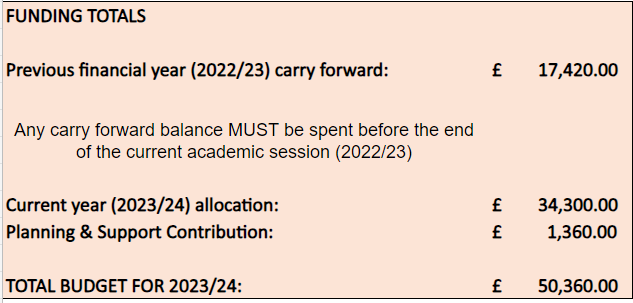 FUNDING TOTALS
Previous financial year (2022/23) carry forward: £ 17,420.00
Any carry forward balance MUST be spent before the end
of the current academic session (2022/23)
Current year (2023/24) allocation: £ 34,300.00
Planning & Support Contribution: £ 1,360.00
TOTAL BUDGET FOR 2023/24: £ 50,360.00